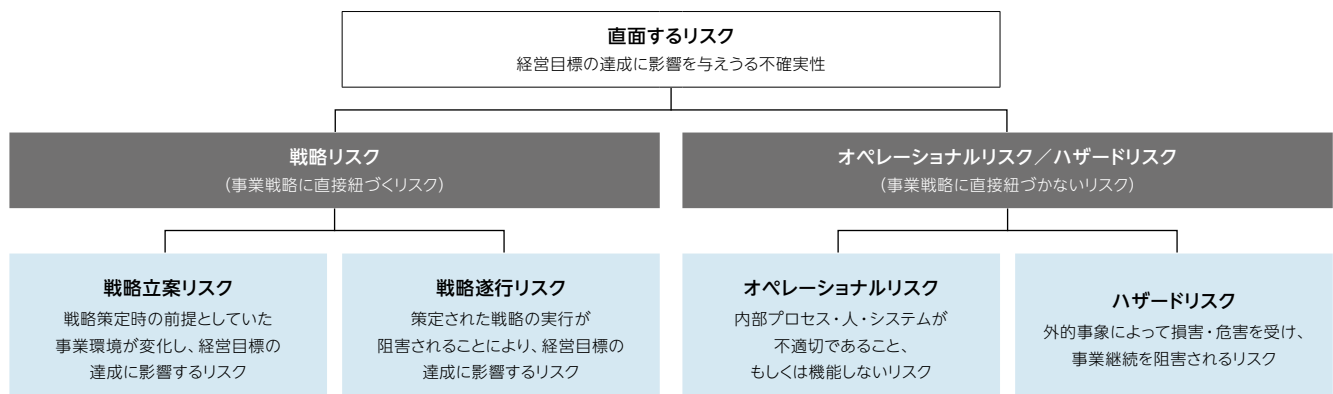 直面するリスク
経営目標の達成に影響を与えうる不確実性
戦略リスク
（事業戦略に直接紐づくリスク）
オペレーショナルリスク／ハザードリスク
（事業戦略に直接紐づかないリスク）
戦略立案リスク
戦略策定時の前提としていた
事業環境が変化し、経営目標の
達成に影響するリスク
戦略遂行リスク
策定された戦略の実行が
阻害されることにより、経営目標の
達成に影響するリスク
オペレーショナルリスク
内部プロセス・人・システムが
不適切であること、
もしくは機能しないリスク
ハザードリスク
外的事象によって損害・危害を受け、
事業継続を阻害されるリスク